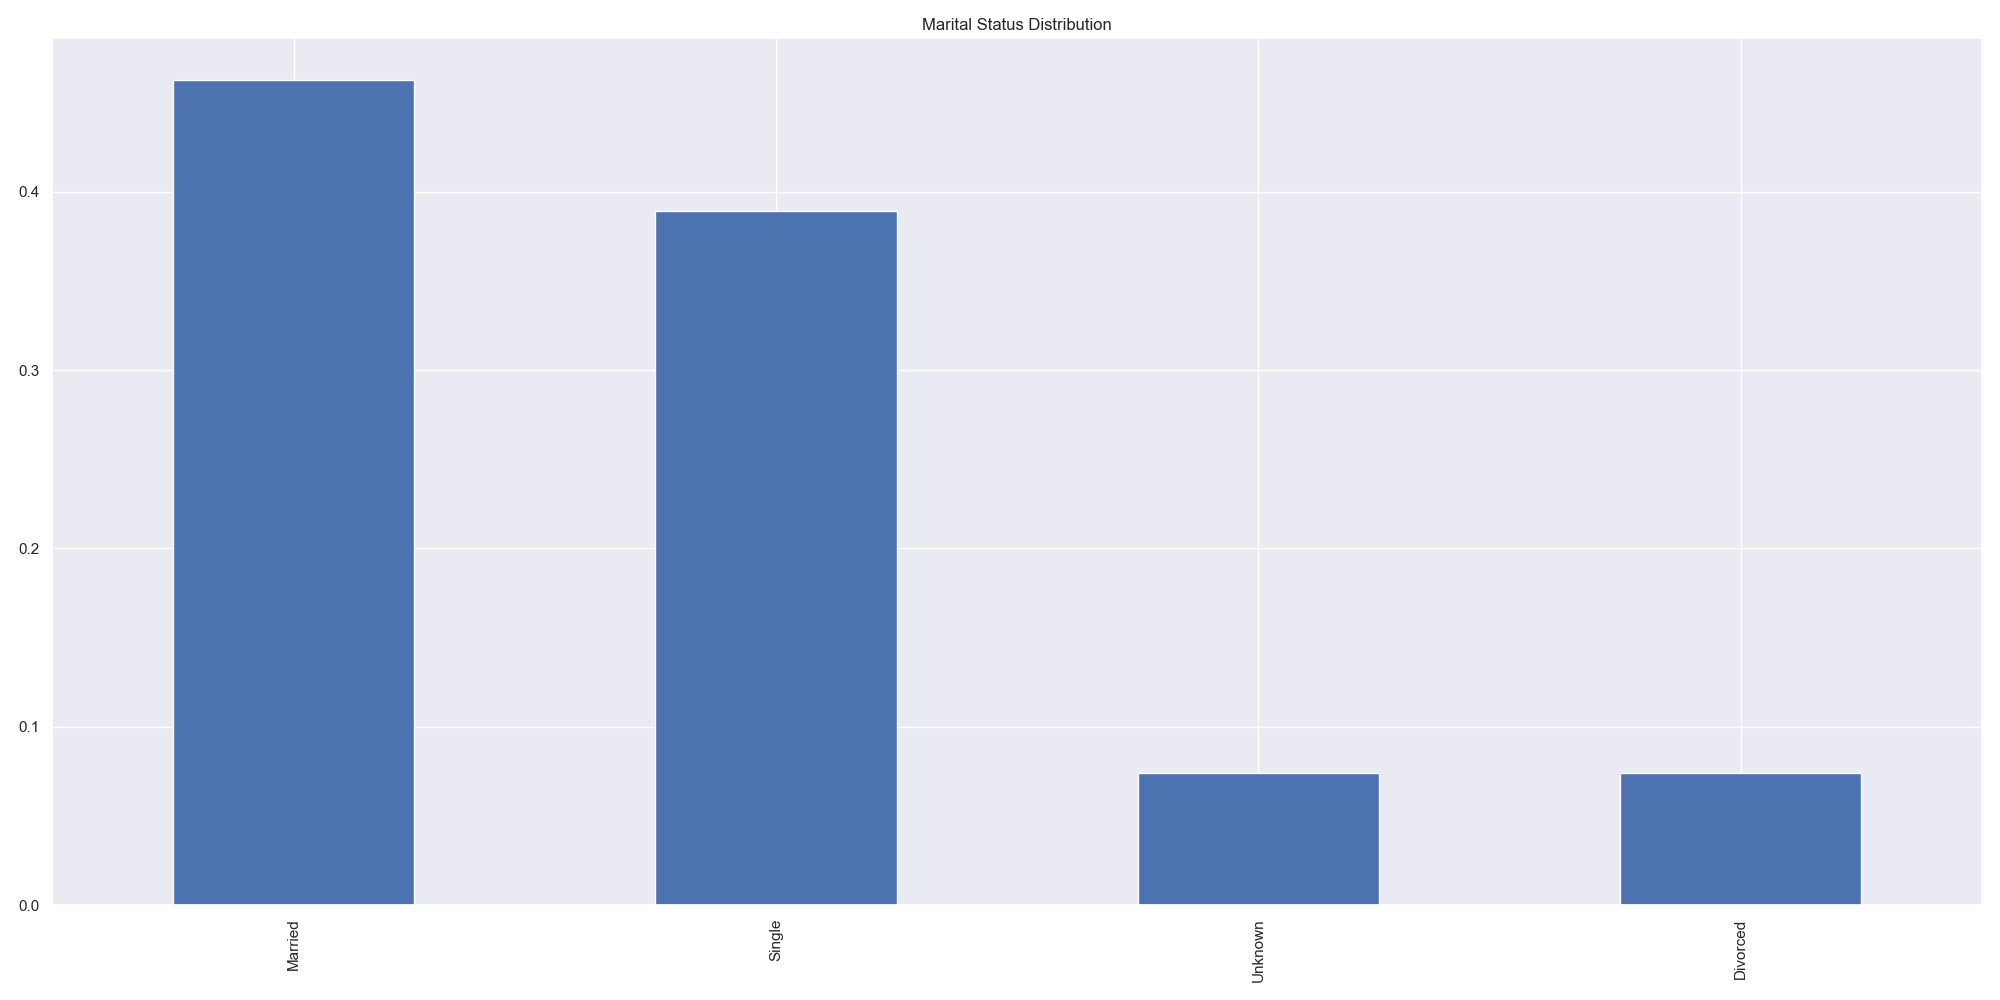 Marital Status Distribution
0.4
0.3
0.2
0.1
0.0
Married
Single
Unknown
Divorced